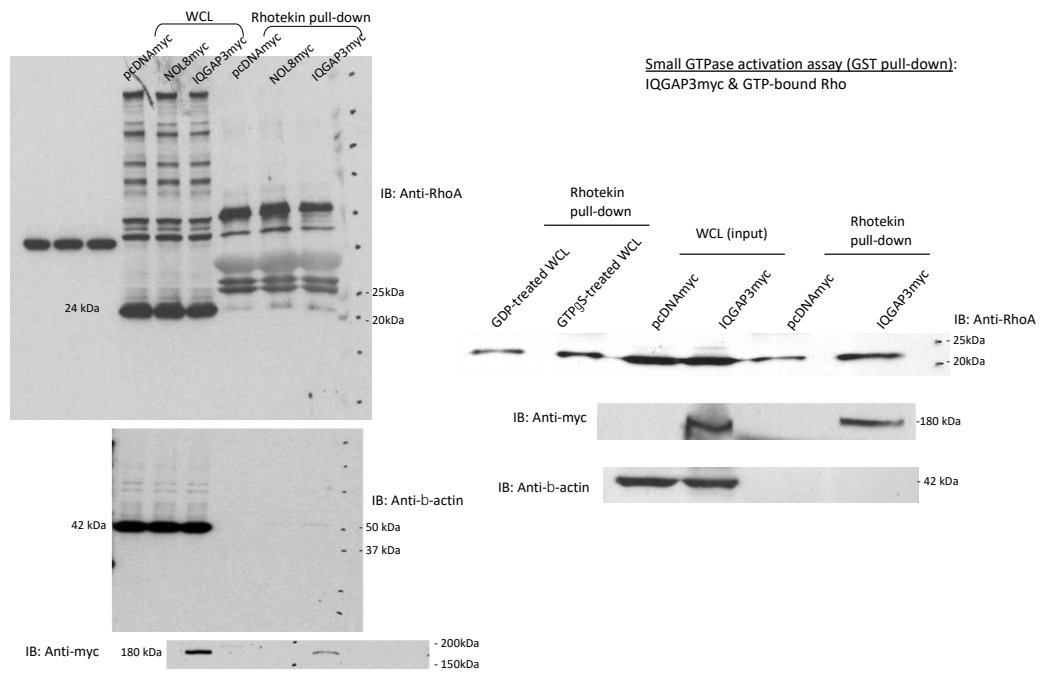 WCL
Rhotekin pull-down
pcDNAmyc
NOL8myc
IQGAP3myc
pcDNAmyc
NOL8myc
IQGAP3myc
IB: Anti-RhoA
24 kDa
- 25kDa
- 20kDa
IB: Anti-b-actin
42 kDa
- 50 kDa
- 37 kDa
IB: Anti-myc
180 kDa
- 200kDa
- 150kDa
Small GTPase activation assay (GST pull-down):
IQGAP3myc & GTP-bound Rho
Rhotekin
pull-down
WCL (input)
Rhotekin
pull-down
GDP-treated WCL
GTPgS-treated WCL
pcDNAmyc
IQGAP3myc
pcDNAmyc
IQGAP3myc
IB: Anti-RhoA
- 25kDa
- 20kDa
IB: Anti-myc
-180 kDa
IB: Anti-b-actin
- 42 kDa